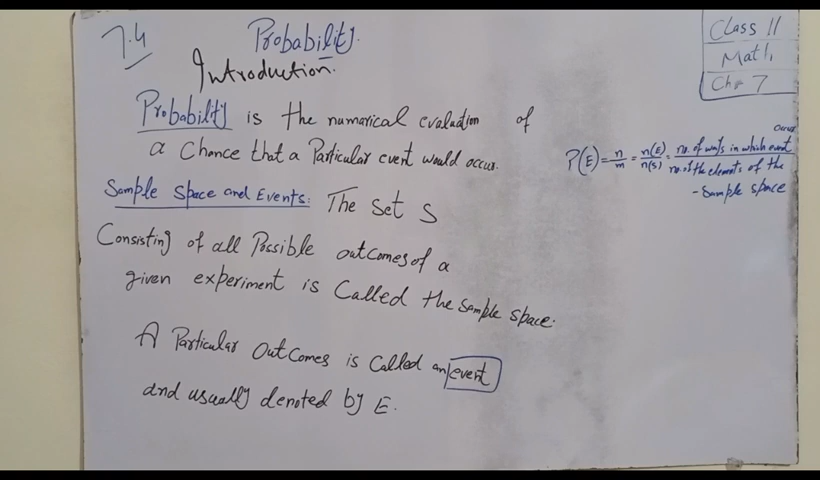 7.4
Probability.
Introduction.
Class 11
Math
Ch# 7
Probability is the numarical evaluation of
a Chance that a Particular event would occur.
P(E) = n/m = n(E)/n(S) = no. of ways in which event occurs/no. of the elements of the
-Sample space
Sample Space and Events: The set S
Consisting of all Possible outcomes of a
given experiment is Called the sample space.
A Particular Outcomes is Called an event
and usually denoted by E.